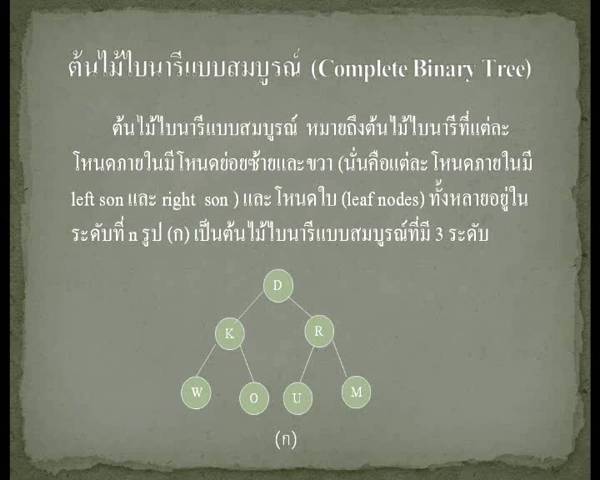 ต้นไม้ไบนารีแบบสมบูรณ์ (Complete Binary Tree)
ต้นไม้ไบนารีแบบสมบูรณ์ หมายถึงต้นไม้ไบนารีที่แต่ละ
โหนดภายในมีโหนดย่อยซ้ายและขวา (นั่นคือแต่ละโหนดภายในมี
left son และ right son ) และโหนดใบ (leaf nodes) ทั้งหลายอยู่ใน
ระดับที่ n รูป (ก) เป็นต้นไม้ไบนารีแบบสมบูรณ์ที่มี 3 ระดับ
D
K R
W O U M
(ก)